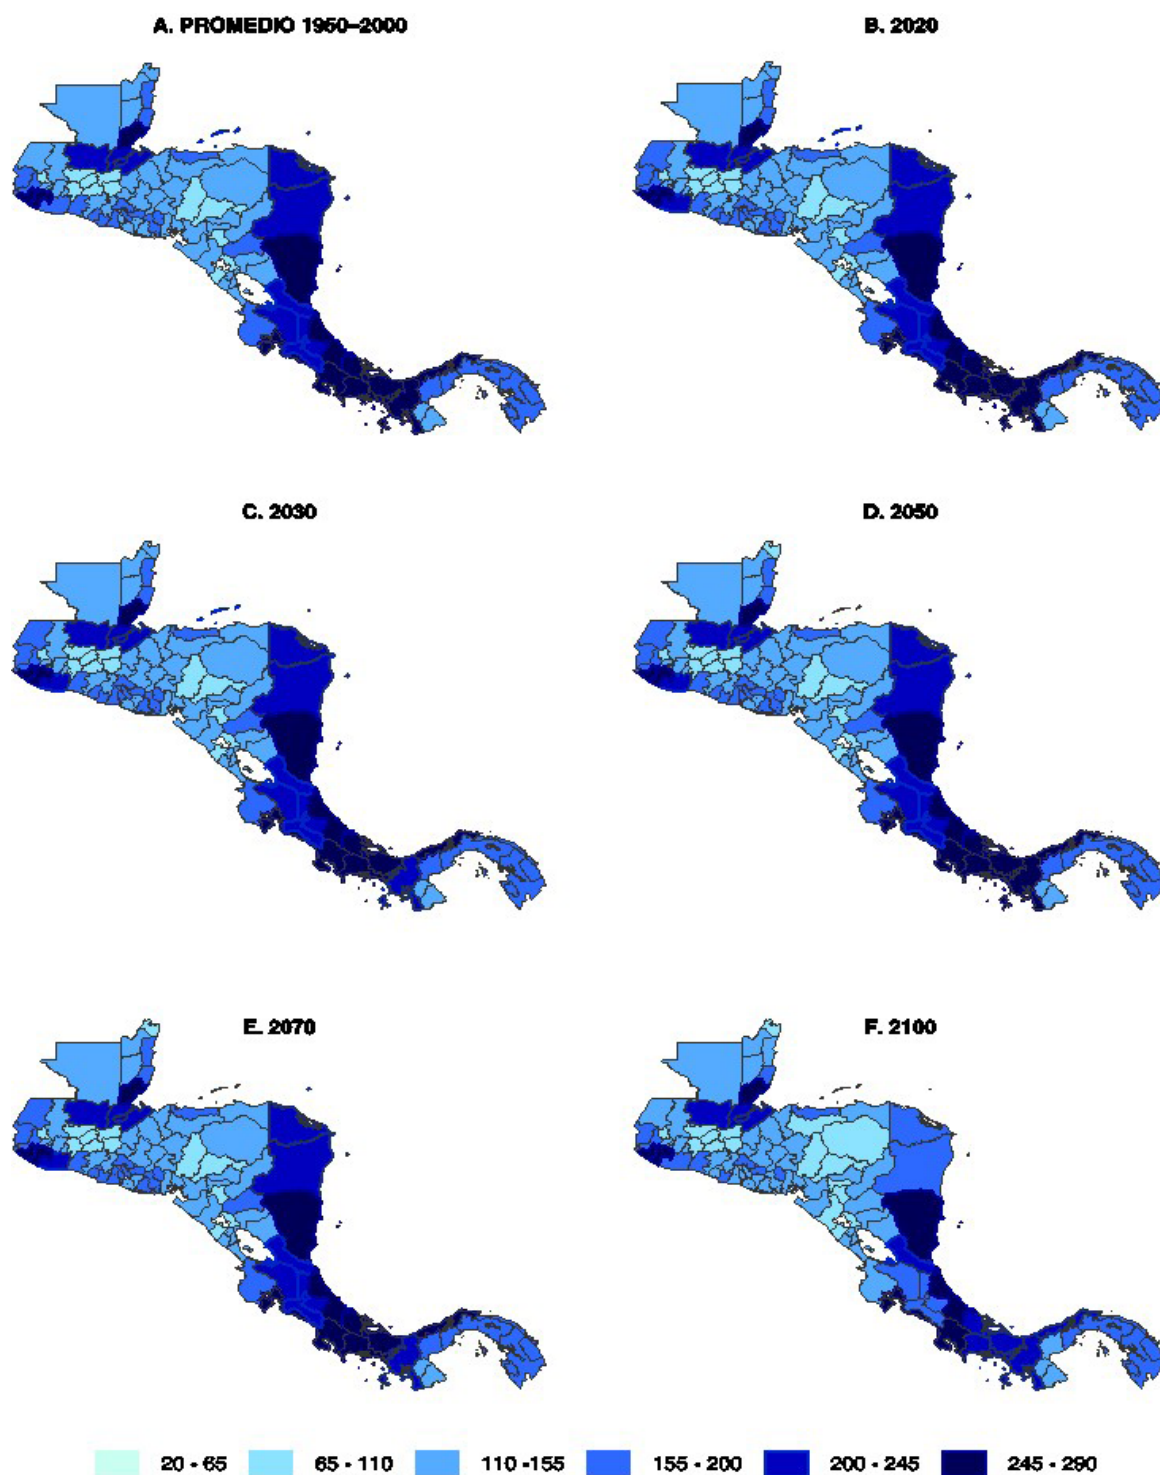 A. PROMEDIO 1950–2000
B. 2020
C. 2030
D. 2050
E. 2070
F. 2100
20 - 65
65 - 110
110 -155
155 - 200
200 - 245
245 - 290